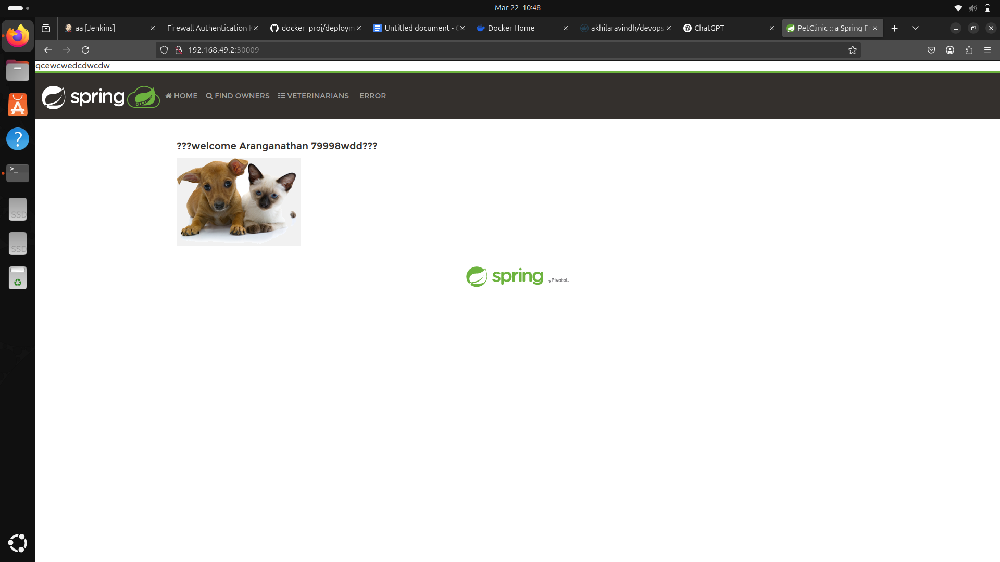 Mar 22 10:48
aa [Jenkins]
Firewall Authentication
docker_proj/deploym
Untitled document -
Docker Home
akhilaravindh/devops
ChatGPT
PetClinic :: a Spring Fr
192.168.49.2:30009
qcewcwedcdwcdw
spring
HOME
FIND OWNERS
VETERINARIANS
ERROR
???welcome Aranganathan 79998wdd???
SSD
SSD
spring by Pivotal